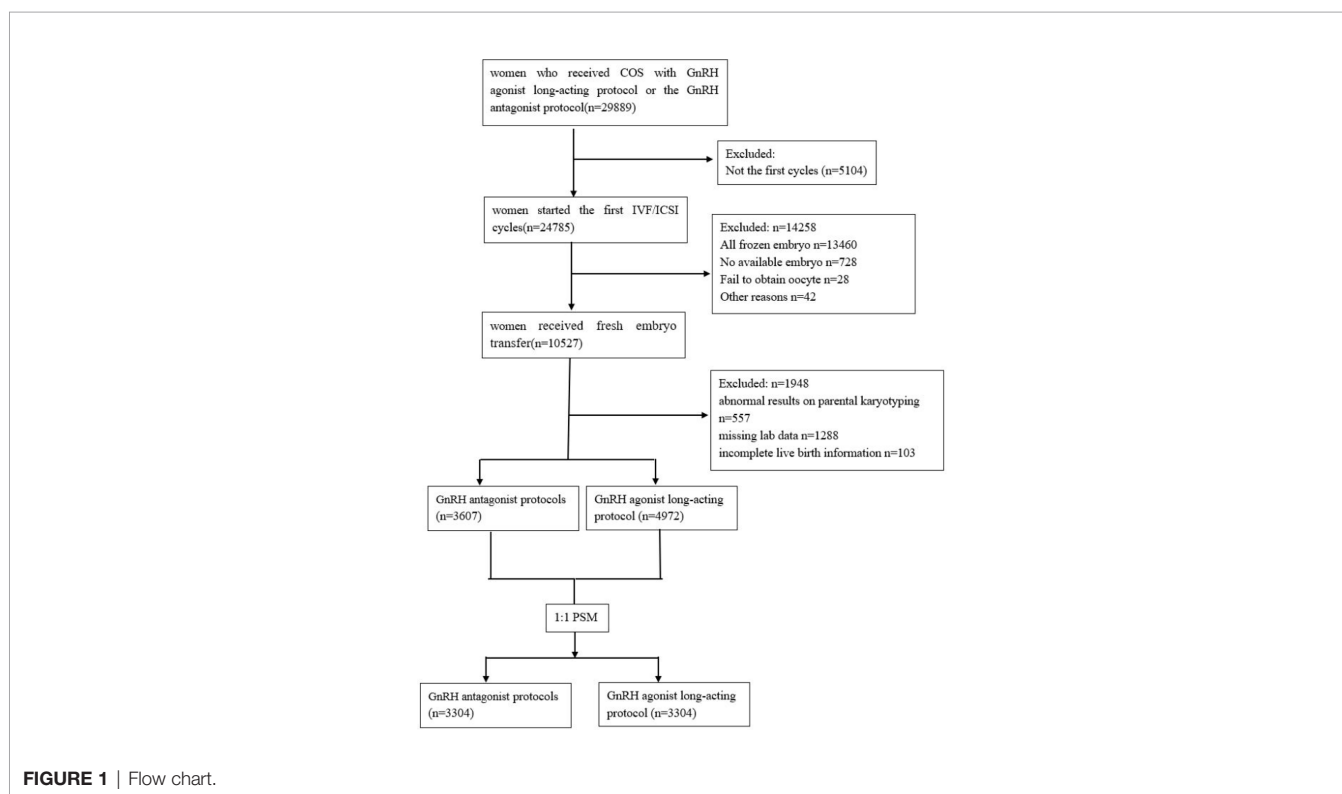 women who received COS with GnRH
agonist long-acting protocol or the GnRH
antagonist protocol(n=29889)
Excluded:
Not the first cycles (n=5104)
women started the first IVF/ICSI
cycles(n=24785)
Excluded: n=14258
All frozen embryo n=13460
No available embryo n=728
Fail to obtain oocyte n=28
Other reasons n=42
women received fresh embryo
transfer(n=10527)
Excluded: n=1948
abnormal results on parental karyotyping
n=557
missing lab data n=1288
incomplete live birth information n=103
GnRH antagonist protocols
(n=3607)
GnRH agonist long-acting
protocol (n=4972)
1:1 PSM
GnRH antagonist protocols
(n=3304)
GnRH agonist long-acting
protocol (n=3304)
FIGURE 1 | Flow chart.